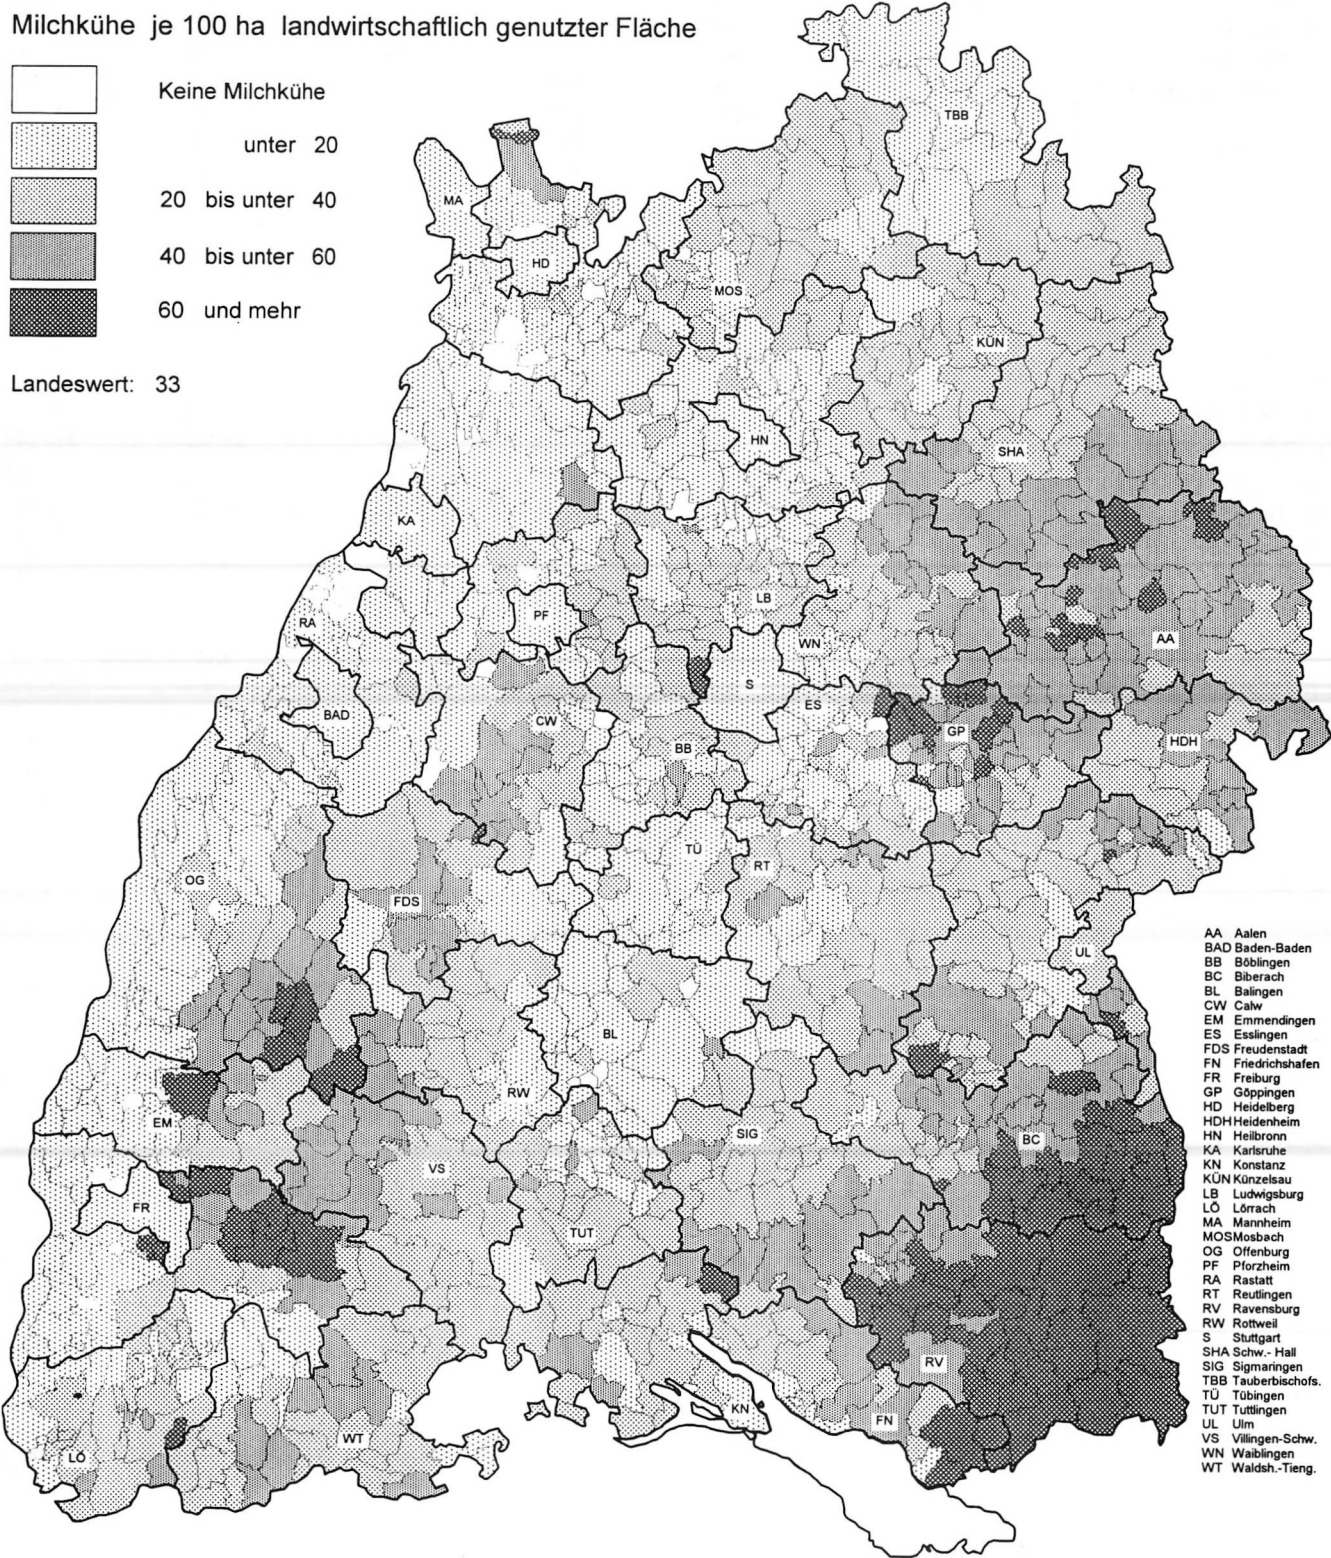 Milchkühe je 100 ha landwirtschaftlich genutzter Fläche
Keine Milchkühe
unter 20
20 bis unter 40
40 bis unter 60
60 und mehr
Landeswert: 33
TBB
MA
HD
MOS
KÜN
HN
SHA
KA
PF
LB
RA
WN
AA
S
ES
BAD
CW
BB
GP
HDH
TÜ
RT
OG
FDS
UL
BL
RW
EM
SIG
BC
VS
FR
TUT
RV
KN
FN
WT
LÖ
AA Aalen
BAD Baden-Baden
BB Böblingen
BC Biberach
BL Balingen
CW Calw
EM Emmendingen
ES Esslingen
FDS Freudenstadt
FN Friedrichshafen
FR Freiburg
GP Göppingen
HD Heidelberg
HDH Heidenheim
HN Heilbronn
KA Karlsruhe
KN Konstanz
KÜN Künzelsau
LB Ludwigsburg
LÖ Lörrach
MA Mannheim
MOS Mosbach
OG Offenburg
PF Pforzheim
RA Rastatt
RT Reutlingen
RV Ravensburg
RW Rottweil
S Stuttgart
SHA Schw.- Hall
SIG Sigmaringen
TBB Tauberbischofs.
TÜ Tübingen
TUT Tuttlingen
UL Ulm
VS Villingen-Schw.
WN Waiblingen
WT Waldsh.-Tieng.